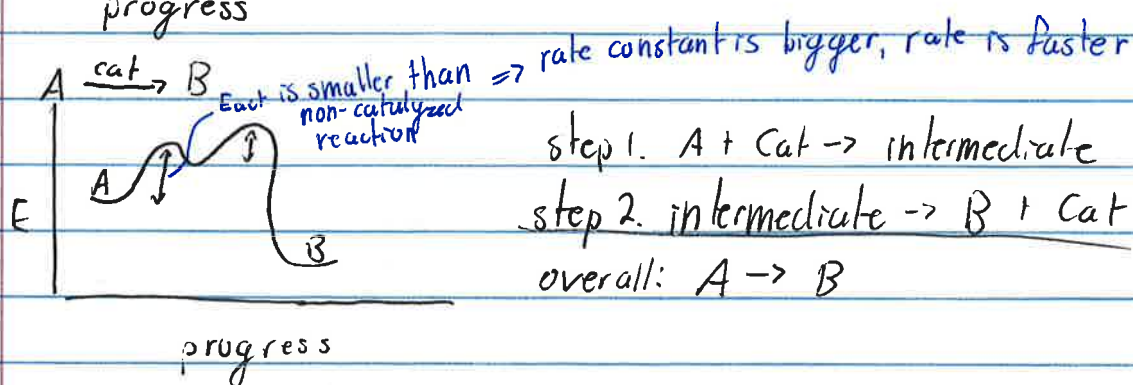 progress
A cat→ B
Eact is smaller than non-catalyzed reaction ⇒ rate constant is bigger, rate is faster
step 1. A + Cat -> intermediate
A
E
step 2. intermediate -> B + Cat
B
overall: A -> B
progress